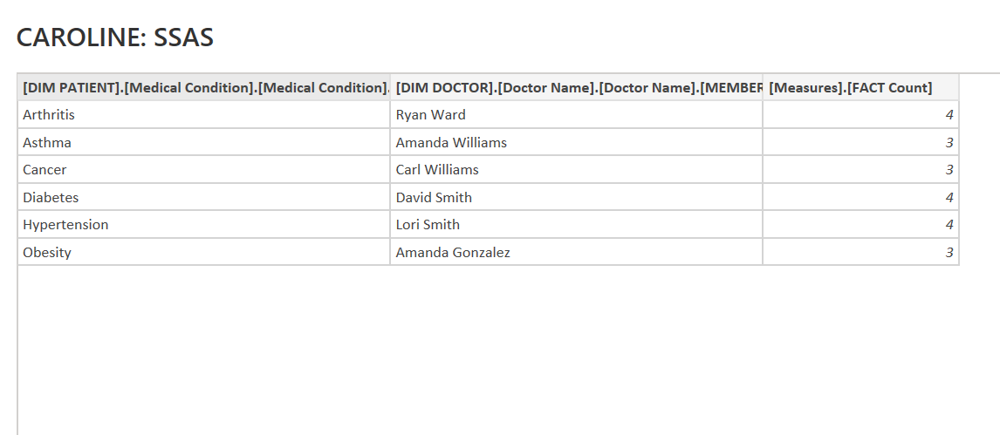 CAROLINE: SSAS
[DIM PATIENT].[Medical Condition].[Medical Condition]. [DIM DOCTOR].[Doctor Name].[Doctor Name].[MEMBER [Measures].[FACT Count]
Arthritis Ryan Ward 4
Asthma Amanda Williams 3
Cancer Carl Williams 3
Diabetes David Smith 4
Hypertension Lori Smith 4
Obesity Amanda Gonzalez 3